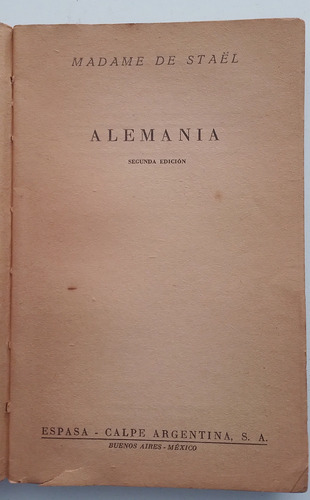 MADAME DE STAËL
ALEMANIA
SEGUNDA EDICIÓN
ESPASA - CALPE ARGENTINA, S. A.
BUENOS AIRES - MÉXICO